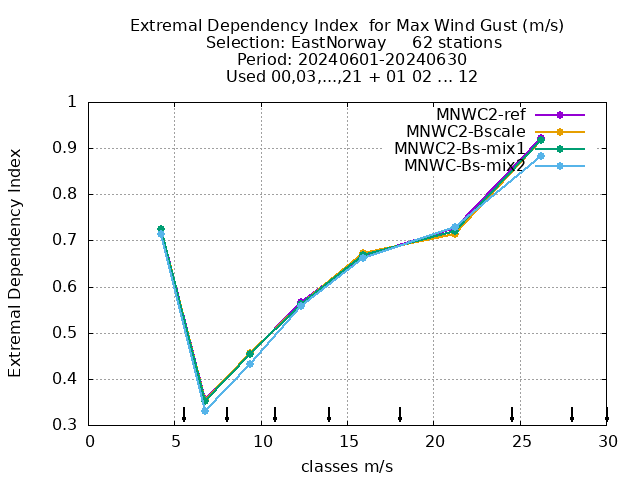 Extremal Dependency Index  for Max Wind Gust (m/s)
Selection: EastNorway     62 stations
Period: 20240601-20240630
Used 00,03,...,21 + 01 02 ... 12
Extremal Dependency Index
1
0.9
0.8
0.7
0.6
0.5
0.4
0.3
MNWC2-ref
MNWC2-Bscale
MNWC2-Bs-mix1
MNWC-Bs-mix2
0 5 10 15 20 25 30
classes m/s